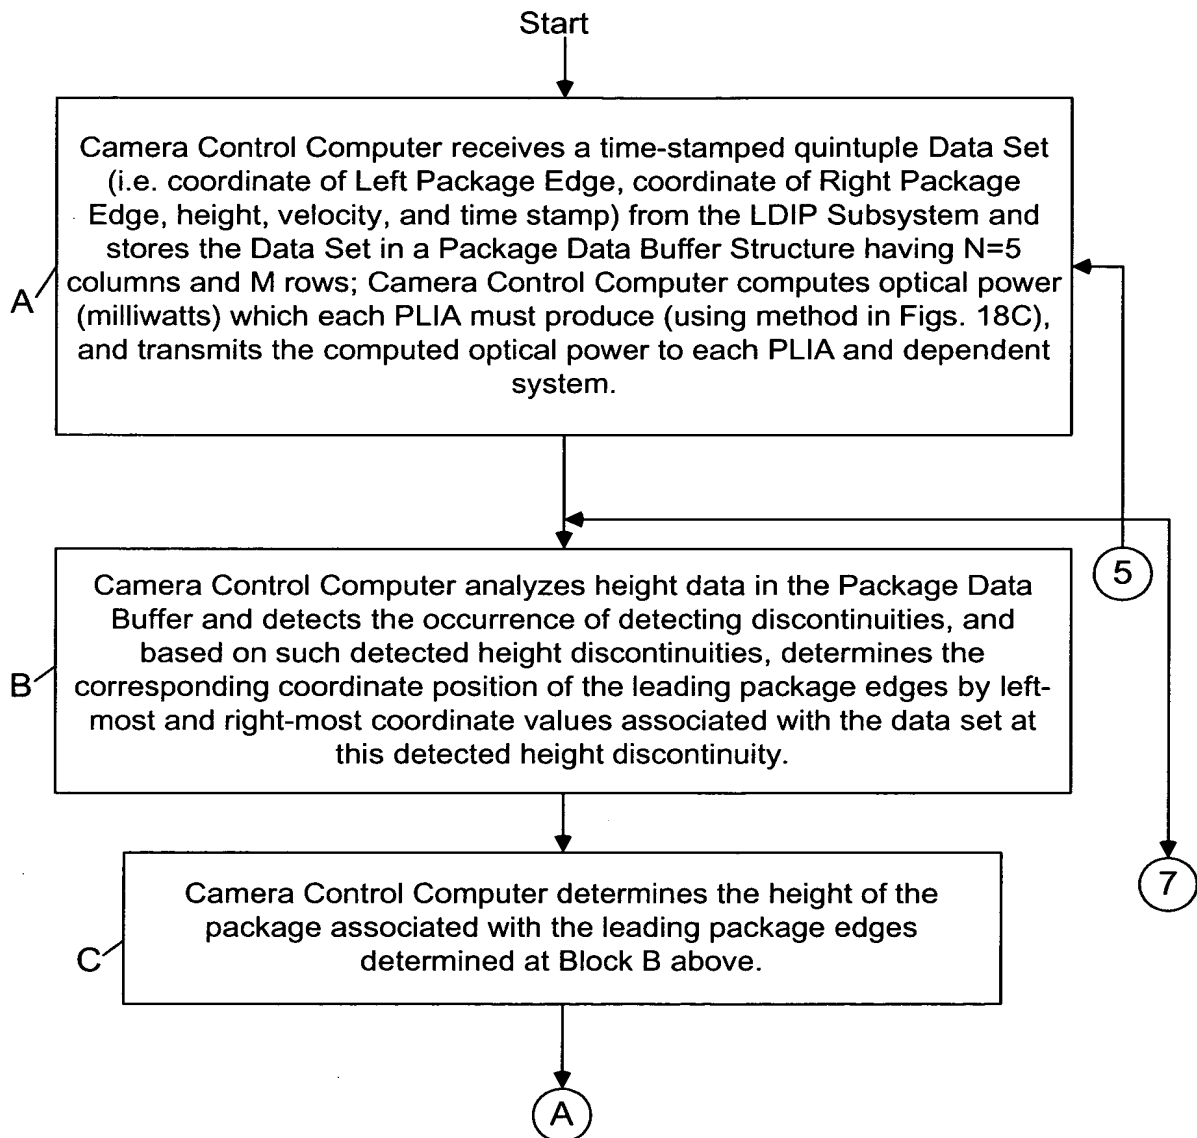 Start
Camera Control Computer receives a time-stamped quintuple Data Set
(i.e. coordinate of Left Package Edge, coordinate of Right Package
Edge, height, velocity, and time stamp) from the LDIP Subsystem and
stores the Data Set in a Package Data Buffer Structure having N=5
columns and M rows; Camera Control Computer computes optical power
(milliwatts) which each PLIA must produce (using method in Figs. 18C),
and transmits the computed optical power to each PLIA and dependent
system.
A
5
Camera Control Computer analyzes height data in the Package Data
Buffer and detects the occurrence of detecting discontinuities, and
based on such detected height discontinuities, determines the
corresponding coordinate position of the leading package edges by left-
most and right-most coordinate values associated with the data set at
this detected height discontinuity.
B
7
Camera Control Computer determines the height of the
package associated with the leading package edges
determined at Block B above.
C
A